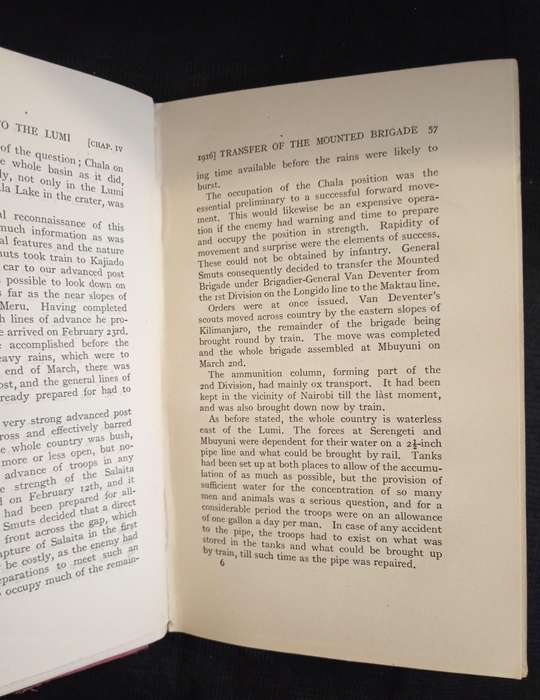 TO THE LUMI [CHAP. IV
of the question; Chala on
whole basin as it did,
not only in the Lumi
Lake in the crater, was
reconnaissance of this
much information as was
features and the nature
took train to Kajiado
car to our advanced post
possible to look down on
as far as the near slopes of
Meru. Having completed
lines of advance he pro-
arrived on February 23rd.
accomplished before the
heavy rains, which were to
end of March, there was
and the general lines of
already prepared for had to
very strong advanced post
and effectively barred
whole country was bush,
more or less open, but no-
advance of troops in any
strength of the Salaita
on February 12th, and it
had been prepared for all-
Smuts decided that a direct
front across the gap, which
capture of Salaita in the first
be costly, as the enemy had
preparations to meet such an
occupy much of the remain-
1916] TRANSFER OF THE MOUNTED BRIGADE 57
ing time available before the rains were likely to
burst.
The occupation of the Chala position was the
essential preliminary to a successful forward move-
ment. This would likewise be an expensive opera-
tion if the enemy had warning and time to prepare
and occupy the position in strength. Rapidity of
movement and surprise were the elements of success.
These could not be obtained by infantry. General
Smuts consequently decided to transfer the Mounted
Brigade under Brigadier-General Van Deventer from
the 1st Division on the Longido line to the Maktau line.
Orders were at once issued. Van Deventer's
scouts moved across country by the eastern slopes of
Kilimanjaro, the remainder of the brigade being
brought round by train. The move was completed
and the whole brigade assembled at Mbuyuni on
March 2nd.
The ammunition column, forming part of the
2nd Division, had mainly ox transport. It had been
kept in the vicinity of Nairobi till the last moment,
and was also brought down now by train.
As before stated, the whole country is waterless
east of the Lumi. The forces at Serengeti and
Mbuyuni were dependent for their water on a 2½-inch
pipe line and what could be brought by rail. Tanks
had been set up at both places to allow of the accumu-
lation of as much as possible, but the provision of
sufficient water for the concentration of so many
men and animals was a serious question, and for a
considerable period the troops were on an allowance
of one gallon a day per man. In case of any accident
to the pipe, the troops had to exist on what was
stored in the tanks and what could be brought up
by train, till such time as the pipe was repaired.
6